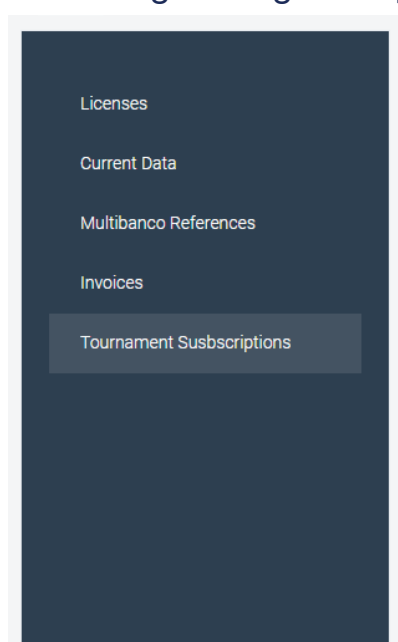 Licenses
Current Data
Multibanco References
Invoices
Tournament Susbscriptions